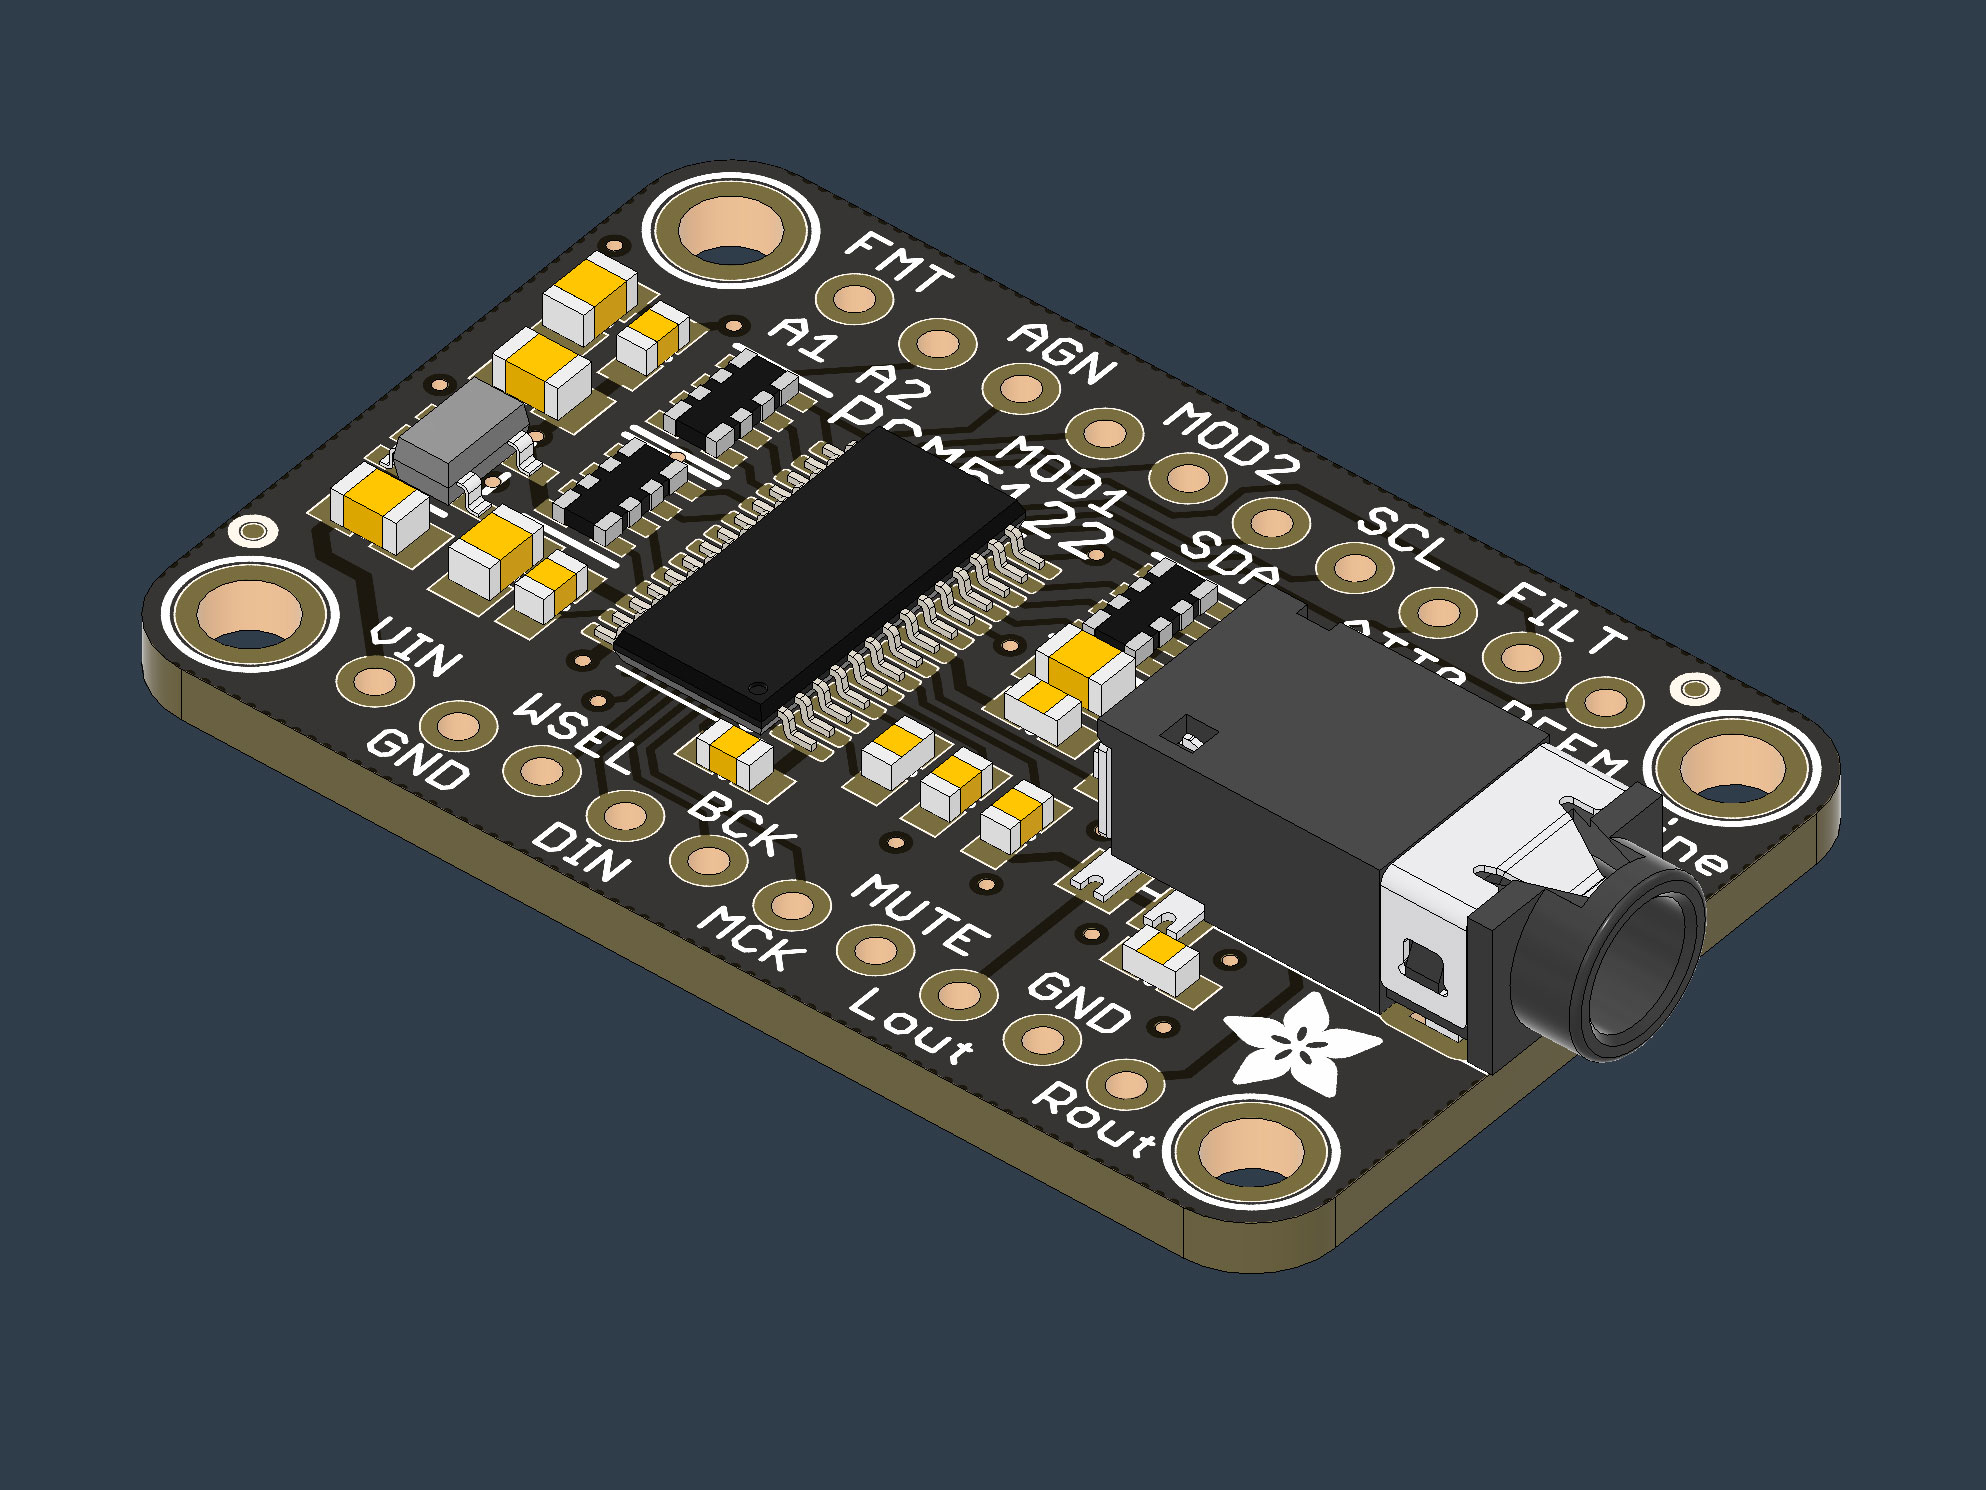 FMT
A1
AGN
A2
MOD2
PCM5122
MOD1
SCL
SDA
FILT
VIN
WSEL
GND
BCK
DIN
MUTE
MCK
GND
Lout
Rout